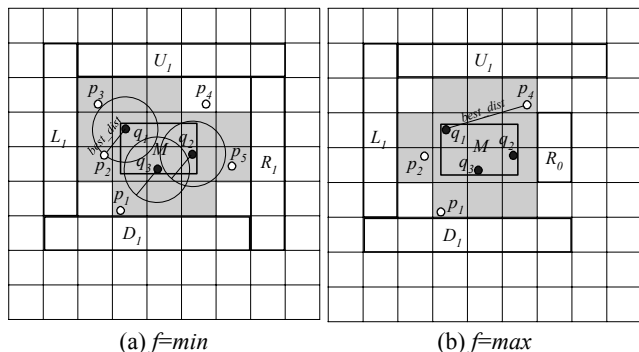 U1 U1
p3 p4 p4
best_dist best_dist
L1 q1 M q2 L1 q1 M q2
p2 q3 p5 R1 p2 q3 R0
p1 p1
D1 D1
(a) f=min (b) f=max